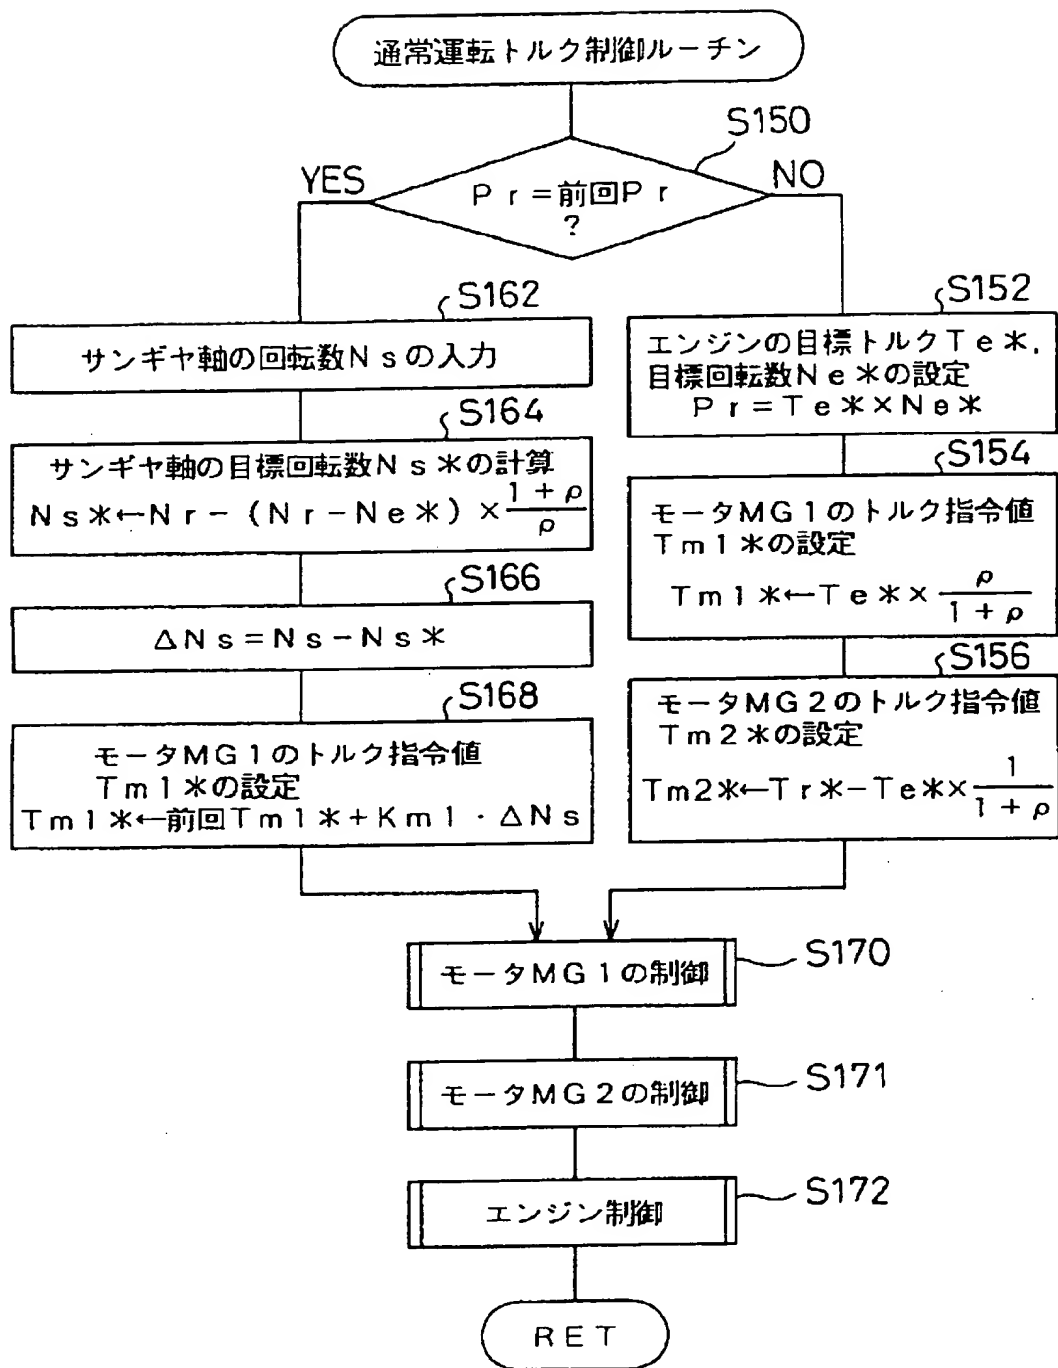 通常運転トルク制御ルーチン
S150
YES
NO
Pr=前回Pr
?
S162
サンギヤ軸の回転数Nsの入力
S164
サンギヤ軸の目標回転数Ns*の計算
Ns*←Nr-(Nr-Ne*)×(1+ρ)/ρ
S166
ΔNs=Ns-Ns*
S168
モータMG1のトルク指令値
Tm1*の設定
Tm1*←前回Tm1*+Km1・ΔNs
S152
エンジンの目標トルクTe*,
目標回転数Ne*の設定
Pr=Te*×Ne*
S154
モータMG1のトルク指令値
Tm1*の設定
Tm1*←Te*×ρ/(1+ρ)
S156
モータMG2のトルク指令値
Tm2*の設定
Tm2*←Tr*-Te*×1/(1+ρ)
モータMG1の制御
S170
モータMG2の制御
S171
エンジン制御
S172
RET